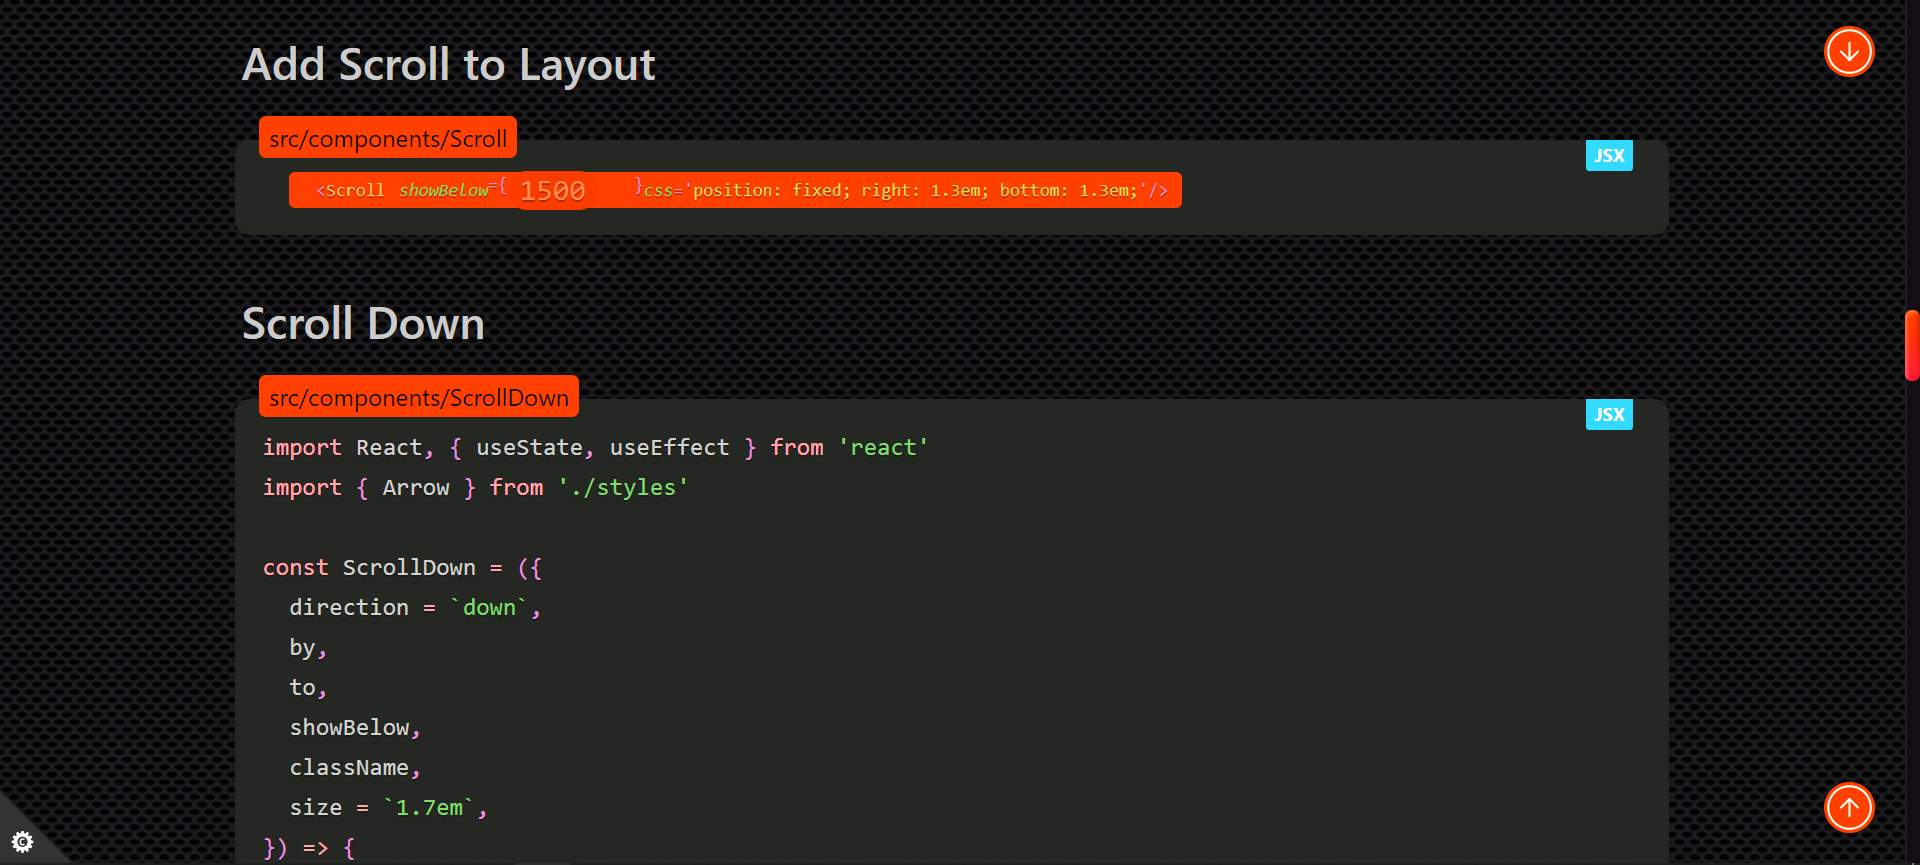 Add Scroll to Layout
src/components/Scroll
JSX
<Scroll showBelow={ 1500 }css='position: fixed; right: 1.3em; bottom: 1.3em;'/>
Scroll Down
src/components/ScrollDown
JSX
import React, { useState, useEffect } from 'react'
import { Arrow } from './styles'
const ScrollDown = ({
direction = `down`,
by,
to,
showBelow,
className,
size = `1.7em`,
}) => {
C